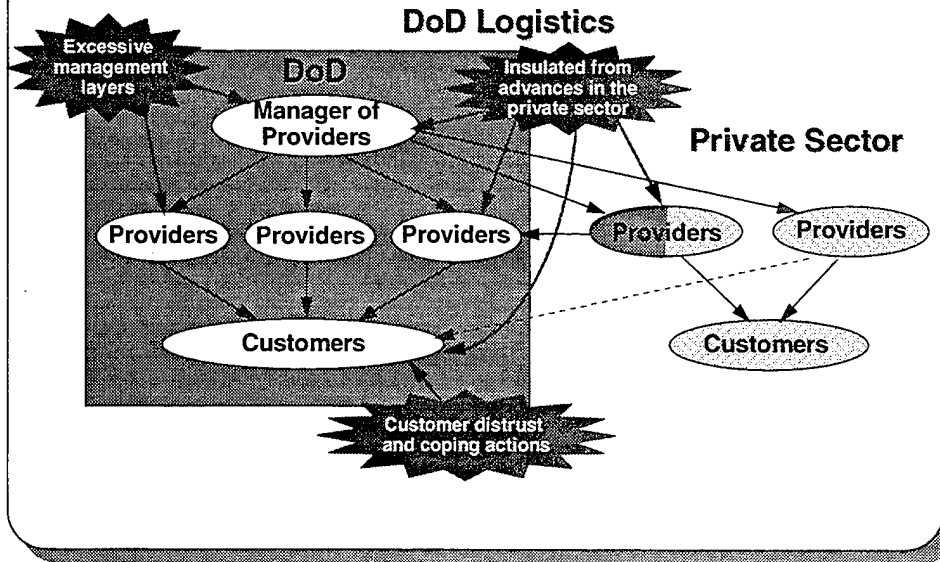 DoD Logistics
Excessive
management
layers
DoD
Insulated from
advances in the
private sector
Manager of
Providers
Private Sector
Providers
Providers
Providers
Providers
Providers
Customers
Customers
Customer distrust
and coping actions